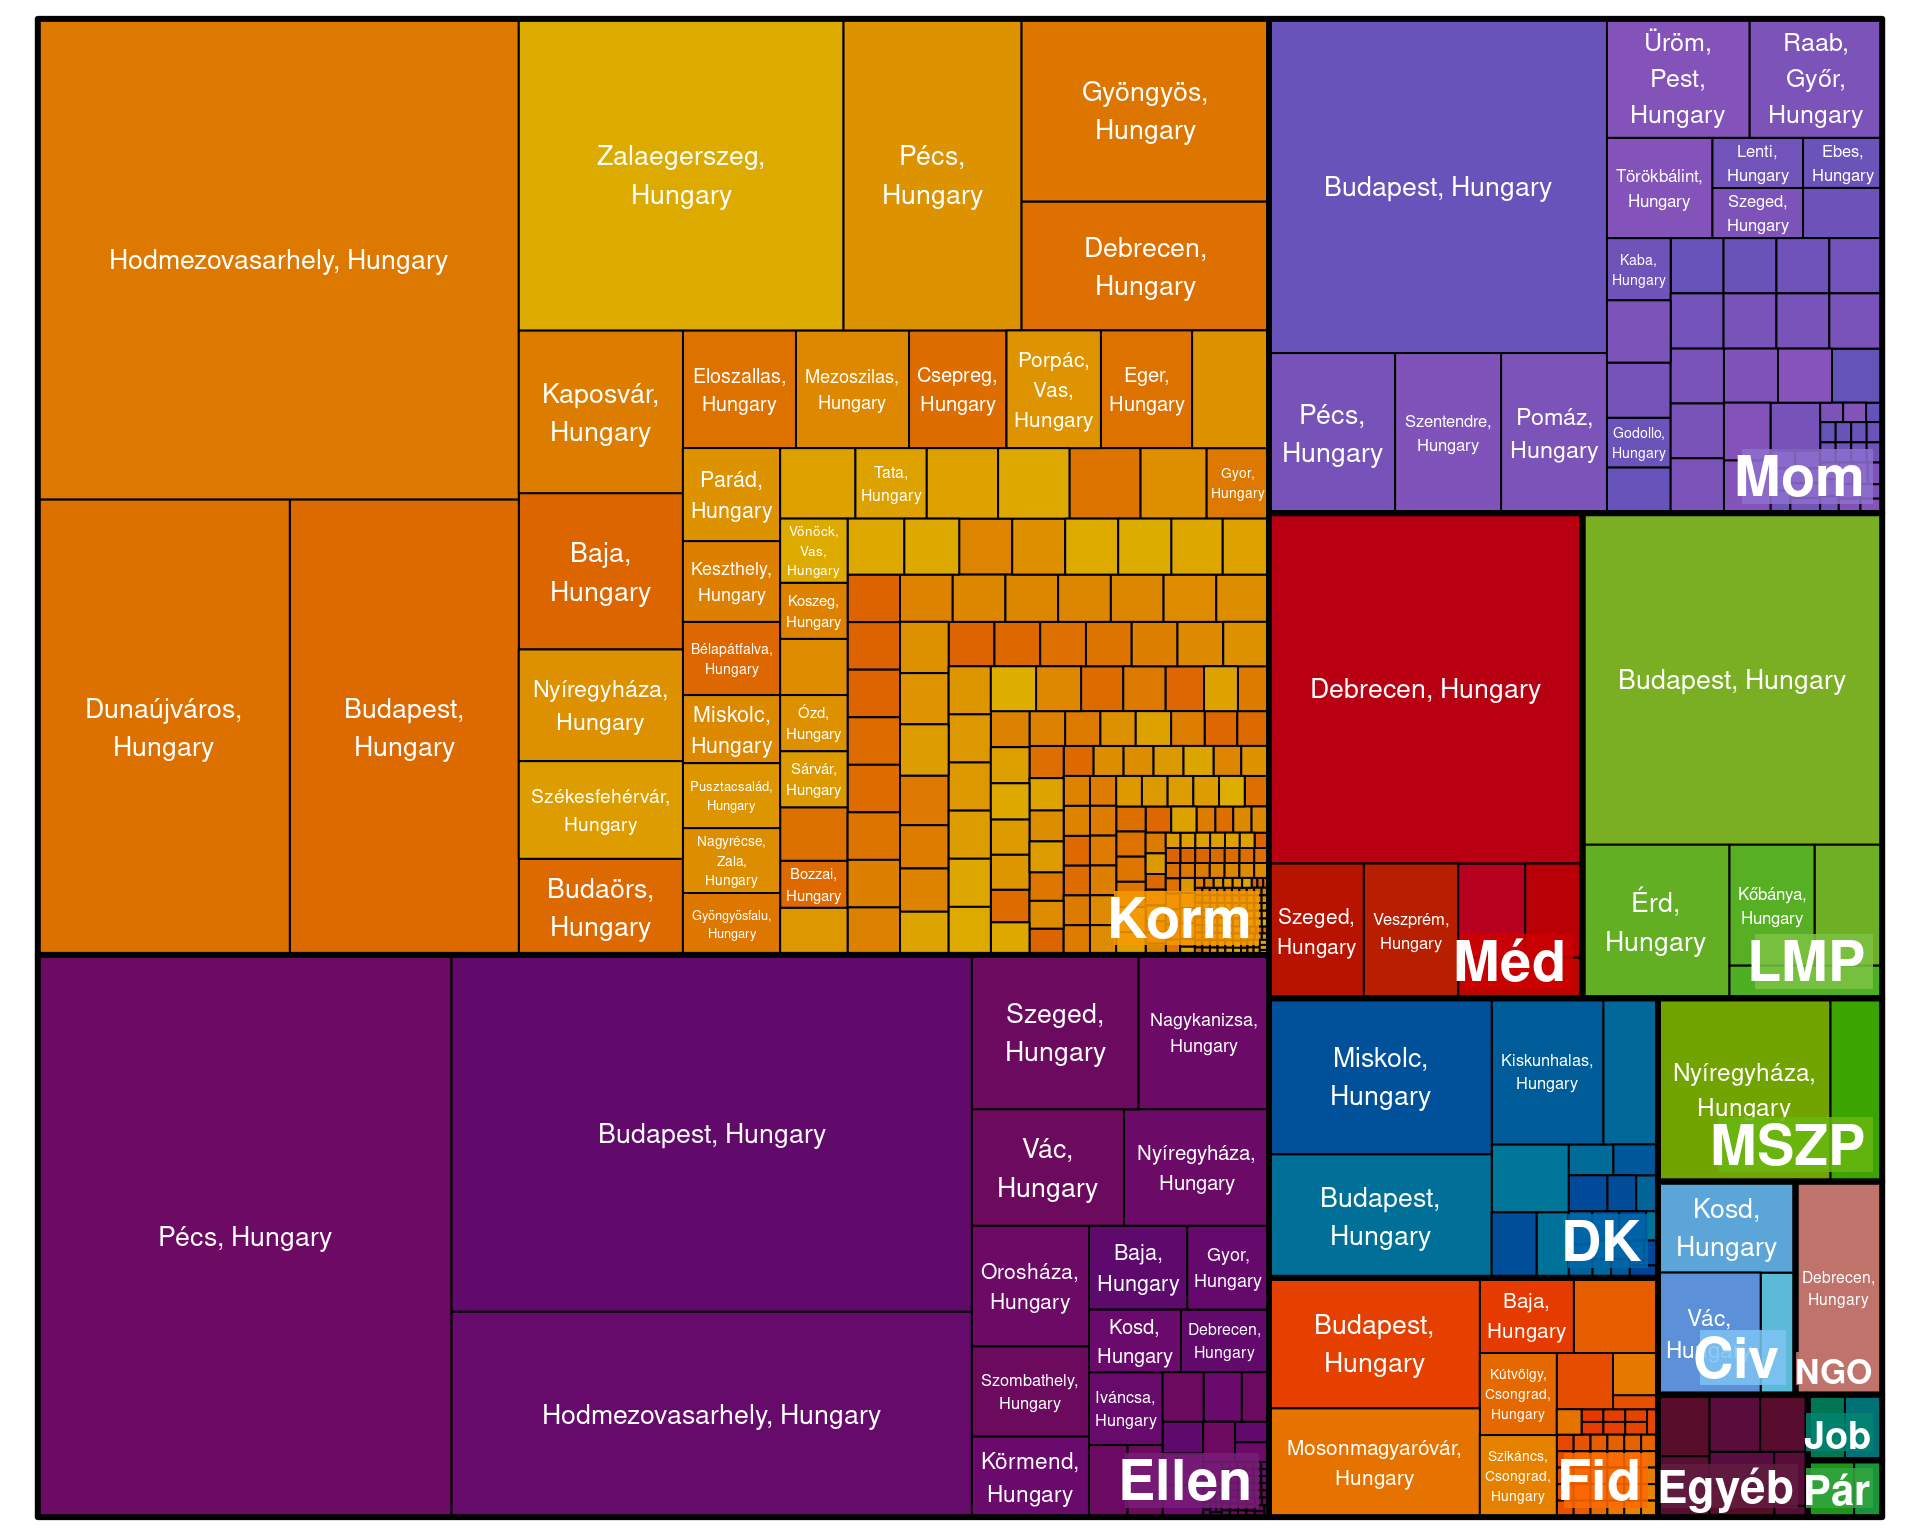 Hodmezovasarhely, Hungary
Dunaújváros,
Hungary
Budapest,
Hungary
Zalaegerszeg,
Hungary
Pécs,
Hungary
Gyöngyös,
Hungary
Debrecen,
Hungary
Kaposvár,
Hungary
Baja,
Hungary
Nyíregyháza,
Hungary
Székesfehérvár,
Hungary
Budaörs,
Hungary
Eloszallas,
Hungary
Mezoszilas,
Hungary
Csepreg,
Hungary
Porpác,
Vas,
Hungary
Eger,
Hungary
Parád,
Hungary
Keszthely,
Hungary
Bélapátfalva,
Hungary
Miskolc,
Hungary
Pusztacsalád,
Hungary
Nagyrécse,
Zala,
Hungary
Gyöngyösfalu,
Hungary
Tata,
Hungary
Gyor,
Hungary
Vönöck,
Vas,
Hungary
Koszeg,
Hungary
Ózd,
Hungary
Sárvár,
Hungary
Bozzai,
Hungary
Korm
Pécs, Hungary
Budapest, Hungary
Hodmezovasarhely, Hungary
Szeged,
Hungary
Nagykanizsa,
Hungary
Vác,
Hungary
Nyíregyháza,
Hungary
Orosháza,
Hungary
Szombathely,
Hungary
Körmend,
Hungary
Baja,
Hungary
Gyor,
Hungary
Kosd,
Hungary
Debrecen,
Hungary
Iváncsa,
Hungary
Ellen
Budapest, Hungary
Pécs,
Hungary
Szentendre,
Hungary
Pomáz,
Hungary
Üröm,
Pest,
Hungary
Raab,
Győr,
Hungary
Törökbálint,
Hungary
Lenti,
Hungary
Ebes,
Hungary
Szeged,
Hungary
Kaba,
Hungary
Godollo,
Hungary
Mom
Debrecen, Hungary
Szeged,
Hungary
Veszprém,
Hungary
Méd
Budapest, Hungary
Érd,
Hungary
Kőbánya,
Hungary
LMP
Miskolc,
Hungary
Budapest,
Hungary
Kiskunhalas,
Hungary
DK
Nyíregyháza,
Hungary
MSZP
Budapest,
Hungary
Mosonmagyaróvár,
Hungary
Baja,
Hungary
Kútvölgy,
Csongrad,
Hungary
Szikáncs,
Csongrad,
Hungary
Fid
Kosd,
Hungary
Vác,
Hungary
Civ
Debrecen,
Hungary
NGO
Egyéb
Job
Pár